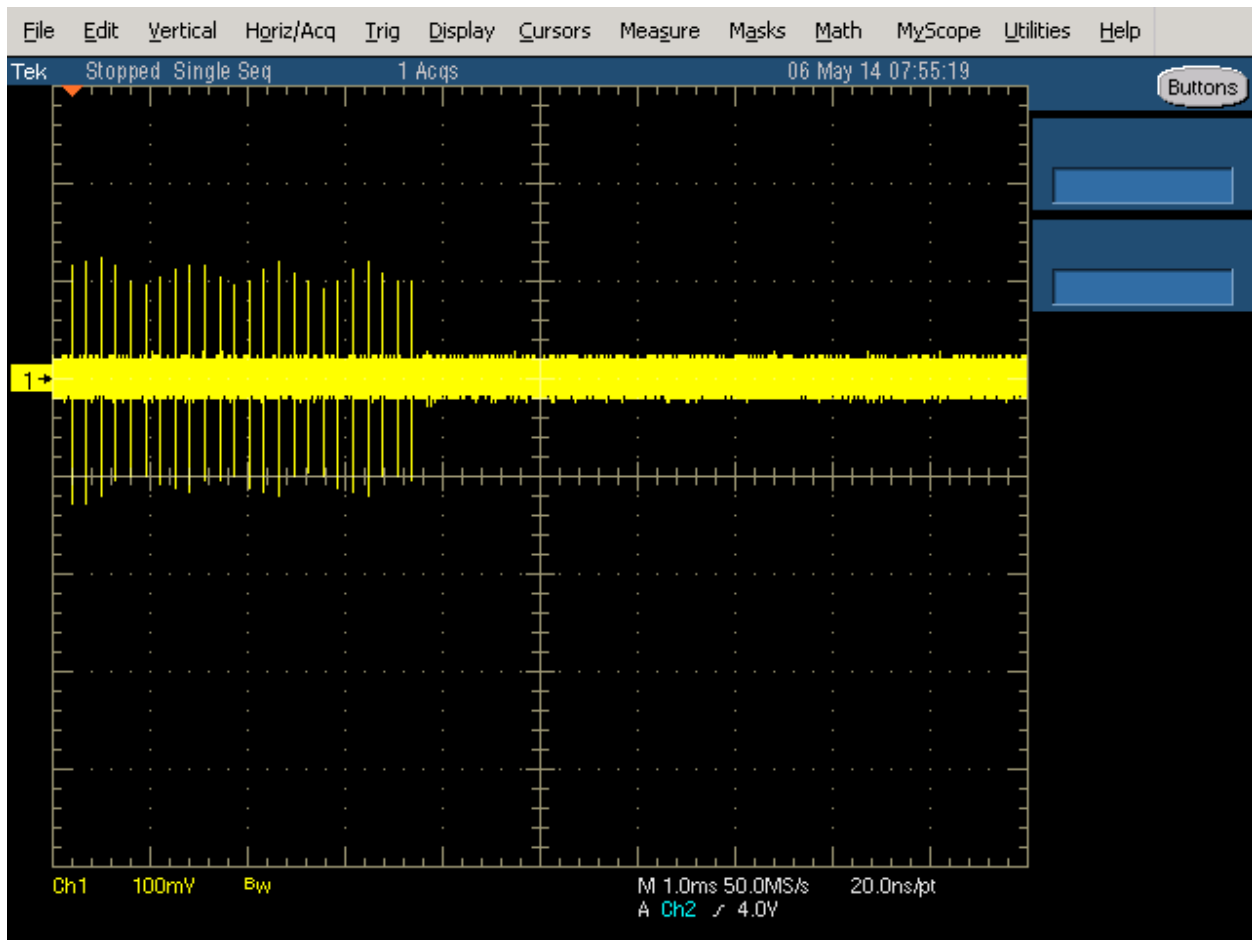 File Edit Vertical Horiz/Acq Trig Display Cursors Measure Masks Math MyScope Utilities Help
Tek Stopped Single Seq 1 Acqs 06 May 14 07:55:19
Buttons
1
Ch1 100mV BW M 1.0ms 50.0MS/s 20.0ns/pt
A Ch2 / 4.0V